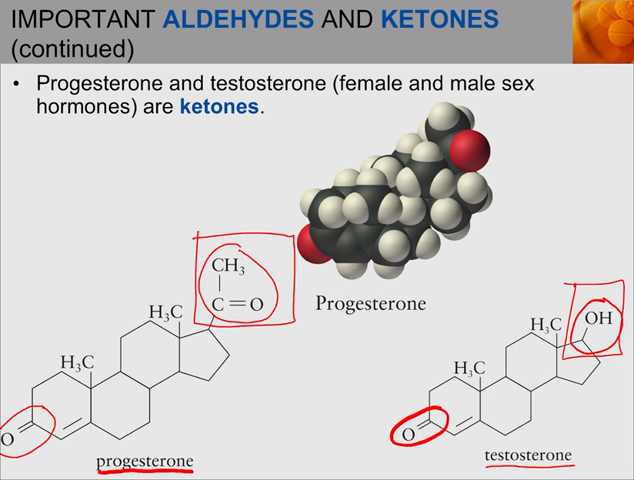 IMPORTANT ALDEHYDES AND KETONES
(continued)
• Progesterone and testosterone (female and male sex
hormones) are ketones.
CH₃
C=O
H₃C
H₃C
O
progesterone
Progesterone
OH
H₃C
H₃C
O
testosterone